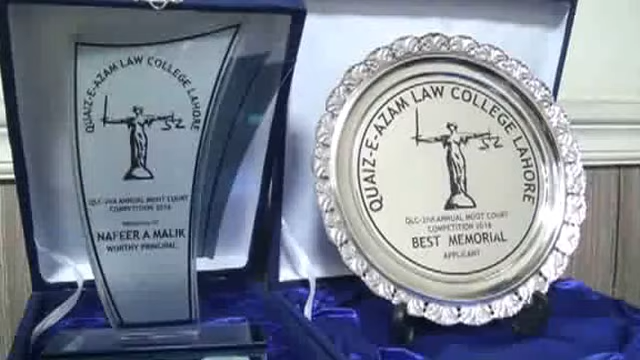 QUAIZ-E-AZAM LAW COLLEGE LAHORE
QLC-2ND ANNUAL MOOT COURT
COMPETITION 2016
NAFEER A MALIK
WORTHY PRINCIPAL
QUAIZ-E-AZAM LAW COLLEGE LAHORE
QLC-2ND ANNUAL MOOT COURT
COMPETITION 2016
BEST MEMORIAL
APPLICANT